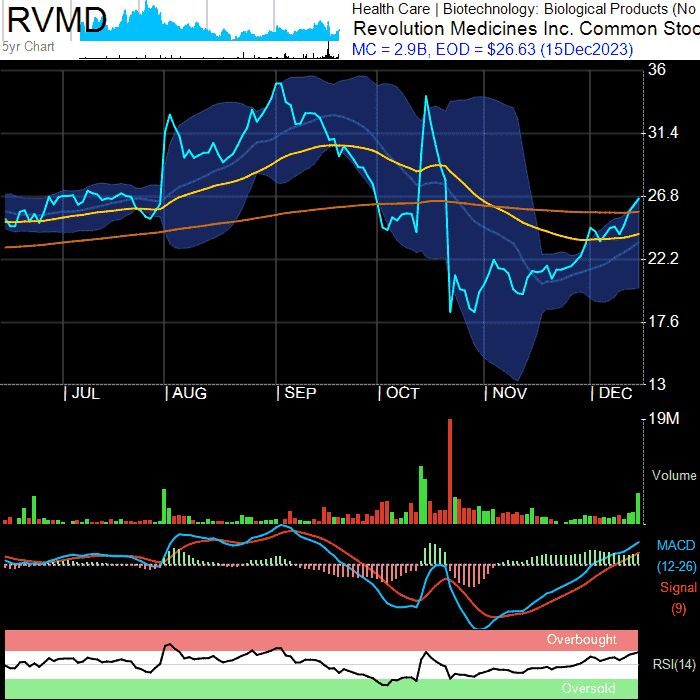 RVMD
5yr Chart
Health Care | Biotechnology: Biological Products (No
Revolution Medicines Inc. Common Stoc
MC = 2.9B, EOD = $26.63 (15Dec2023)
36
31.4
26.8
22.2
17.6
13
| JUL | AUG | SEP | OCT | NOV | DEC
19M
Volume
MACD
(12-26)
Signal
(9)
Overbought
RSI(14)
Oversold